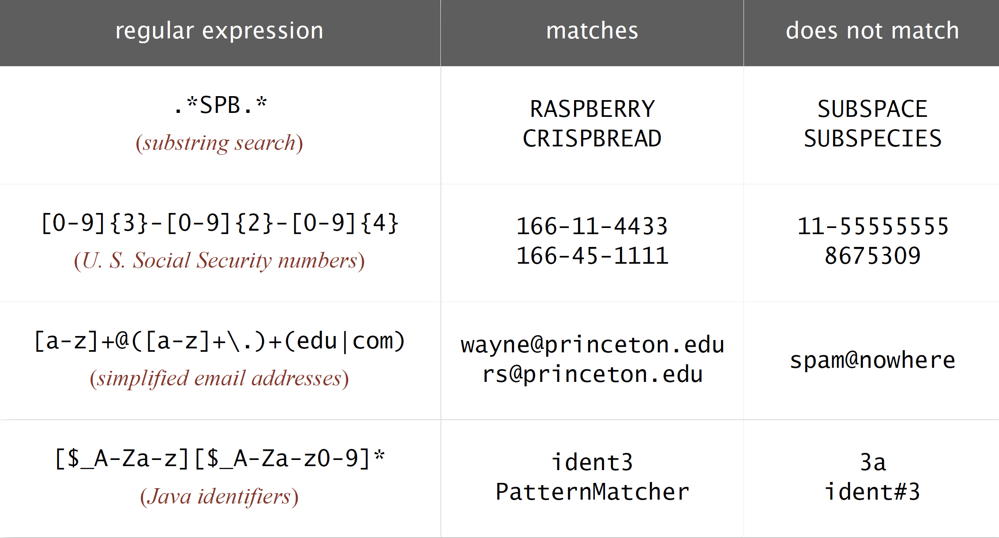 regular expression
matches
does not match
.*SPB.*
(substring search)
RASPBERRY
CRISPBREAD
SUBSPACE
SUBSPECIES
[0-9]{3}-[0-9]{2}-[0-9]{4}
(U. S. Social Security numbers)
166-11-4433
166-45-1111
11-55555555
8675309
[a-z]+@([a-z]+\.)+(edu|com)
(simplified email addresses)
wayne@princeton.edu
rs@princeton.edu
spam@nowhere
[$_A-Za-z][$_A-Za-z0-9]*
(Java identifiers)
ident3
PatternMatcher
3a
ident#3